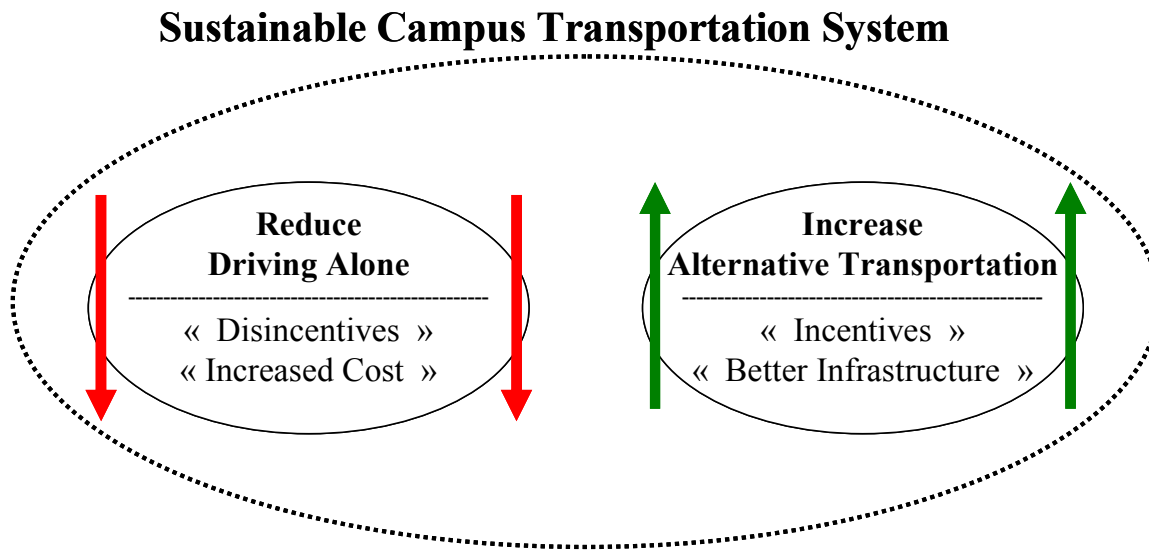 Sustainable Campus Transportation System
Reduce
Driving Alone
----------------------------------------------------
« Disincentives »
« Increased Cost »
Increase
Alternative Transportation
----------------------------------------------------
« Incentives »
« Better Infrastructure »